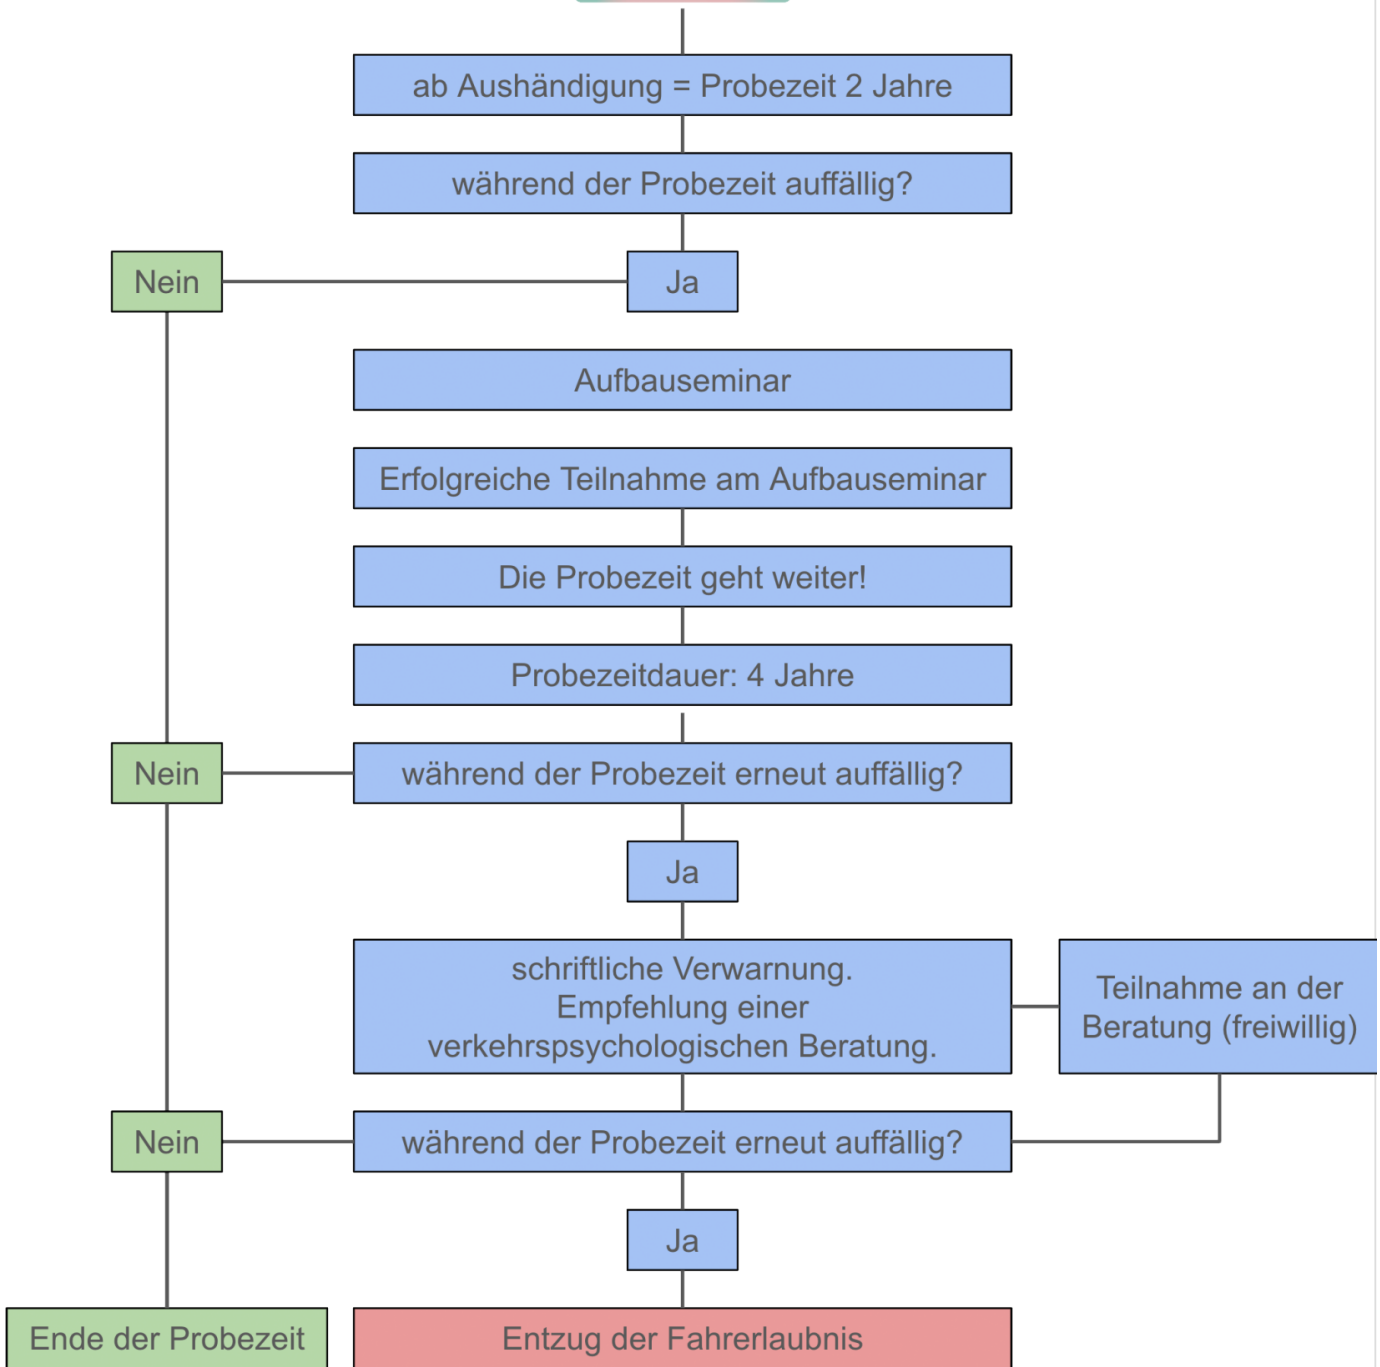 ab Aushändigung = Probezeit 2 Jahre
während der Probezeit auffällig?
Nein
Ja
Aufbauseminar
Erfolgreiche Teilnahme am Aufbauseminar
Die Probezeit geht weiter!
Probezeitdauer: 4 Jahre
Nein
während der Probezeit erneut auffällig?
Ja
schriftliche Verwarnung.
Empfehlung einer
verkehrspsychologischen Beratung.
Teilnahme an der
Beratung (freiwillig)
Nein
während der Probezeit erneut auffällig?
Ja
Ende der Probezeit
Entzug der Fahrerlaubnis